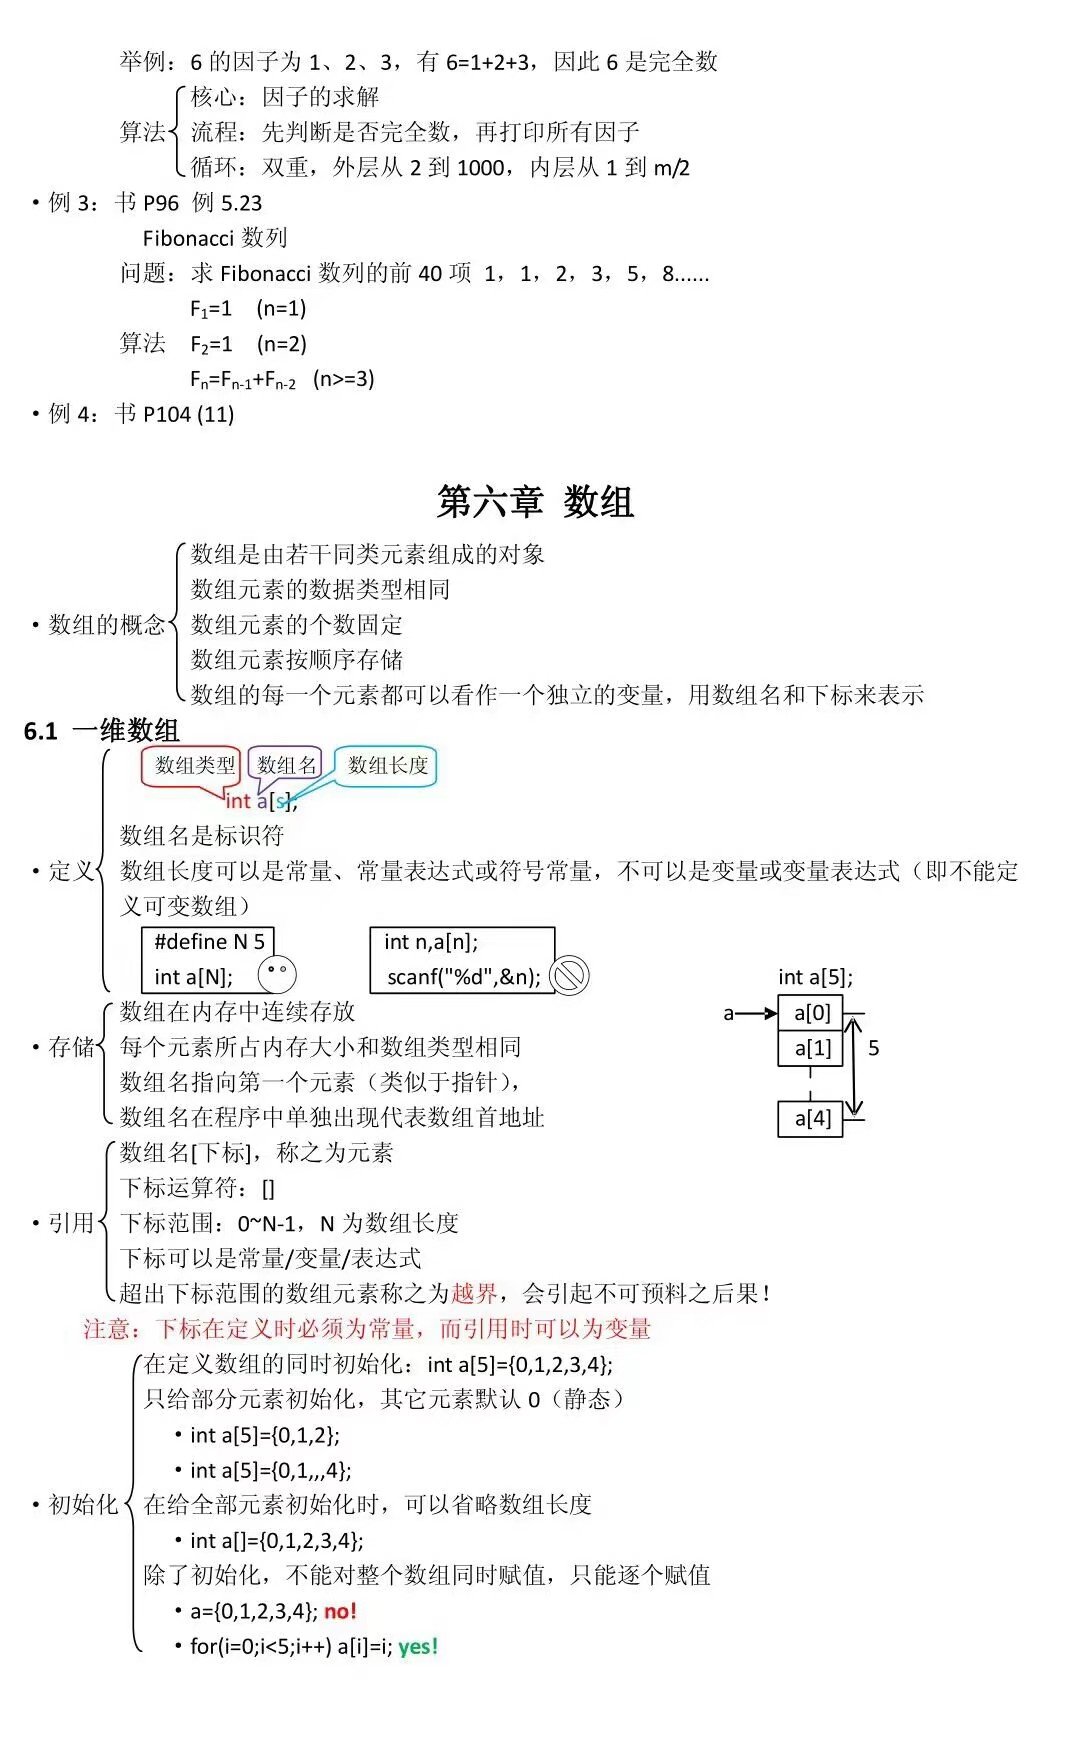 举例：6 的因子为 1、2、3，有 6=1+2+3，因此 6 是完全数
核心：因子的求解
算法 流程：先判断是否完全数，再打印所有因子
循环：双重，外层从 2 到 1000，内层从 1 到 m/2
·例 3：书 P96 例 5.23
Fibonacci 数列
问题：求 Fibonacci 数列的前 40 项 1，1，2，3，5，8......
F₁=1 (n=1)
算法 F₂=1 (n=2)
Fₙ=Fₙ₋₁+Fₙ₋₂ (n>=3)
·例 4：书 P104 (11)
第六章 数组
数组是由若干同类元素组成的对象
数组元素的数据类型相同
·数组的概念 数组元素的个数固定
数组元素按顺序存储
数组的每一个元素都可以看作一个独立的变量，用数组名和下标来表示
6.1 一维数组
数组类型 数组名 数组长度
int a[s];
数组名是标识符
·定义 数组长度可以是常量、常量表达式或符号常量，不可以是变量或变量表达式（即不能定
义可变数组）
#define N 5 int n,a[n];
int a[N]; scanf("%d",&n); int a[5];
数组在内存中连续存放 a a[0]
·存储 每个元素所占内存大小和数组类型相同 a[1] 5
数组名指向第一个元素（类似于指针），
数组名在程序中单独出现代表数组首地址 a[4]
数组名[下标]，称之为元素
下标运算符：[]
·引用 下标范围：0~N-1，N 为数组长度
下标可以是常量/变量/表达式
超出下标范围的数组元素称之为越界，会引起不可预料之后果！
注意：下标在定义时必须为常量，而引用时可以为变量
在定义数组的同时初始化：int a[5]={0,1,2,3,4};
只给部分元素初始化，其它元素默认 0（静态）
·int a[5]={0,1,2};
·int a[5]={0,1,,,4};
·初始化 在给全部元素初始化时，可以省略数组长度
·int a[]={0,1,2,3,4};
除了初始化，不能对整个数组同时赋值，只能逐个赋值
·a={0,1,2,3,4}; no!
·for(i=0;i<5;i++) a[i]=i; yes!